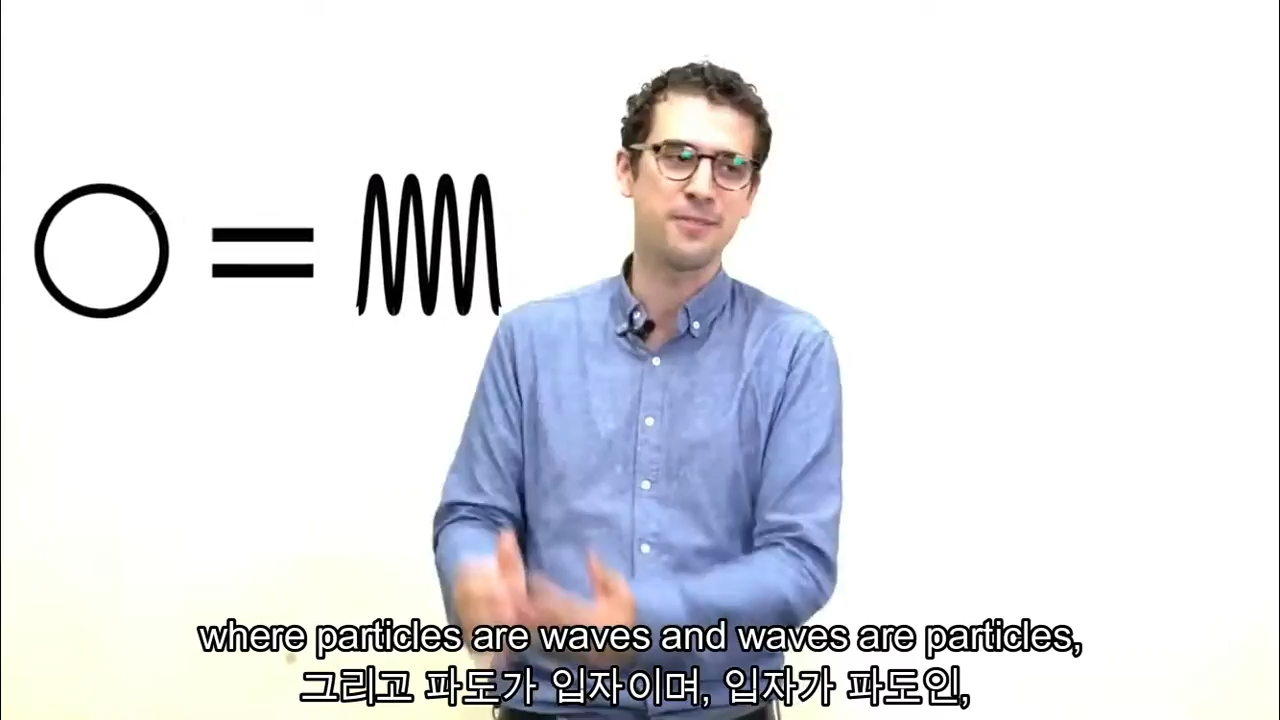 where particles are waves and waves are particles,
그리고 파도가 입자이며, 입자가 파도인,